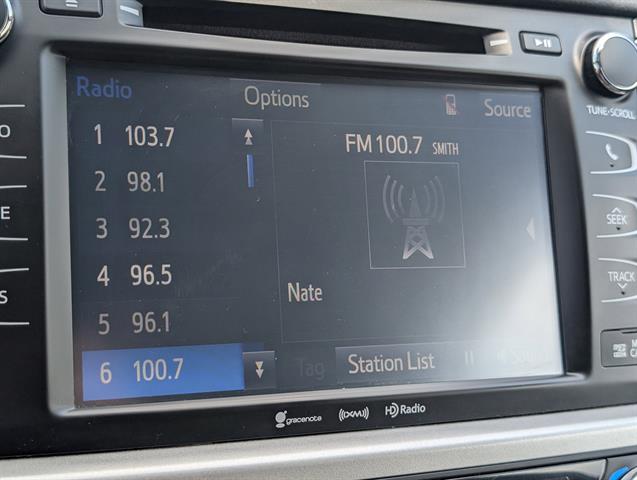 Radio
Options
Source
1 103.7
2 98.1
3 92.3
4 96.5
5 96.1
6 100.7
FM 100.7 SMITH
Nate
Tag
Station List
TUNE•SCROLL
SEEK
TRACK
gracenote
((XM))
HD Radio